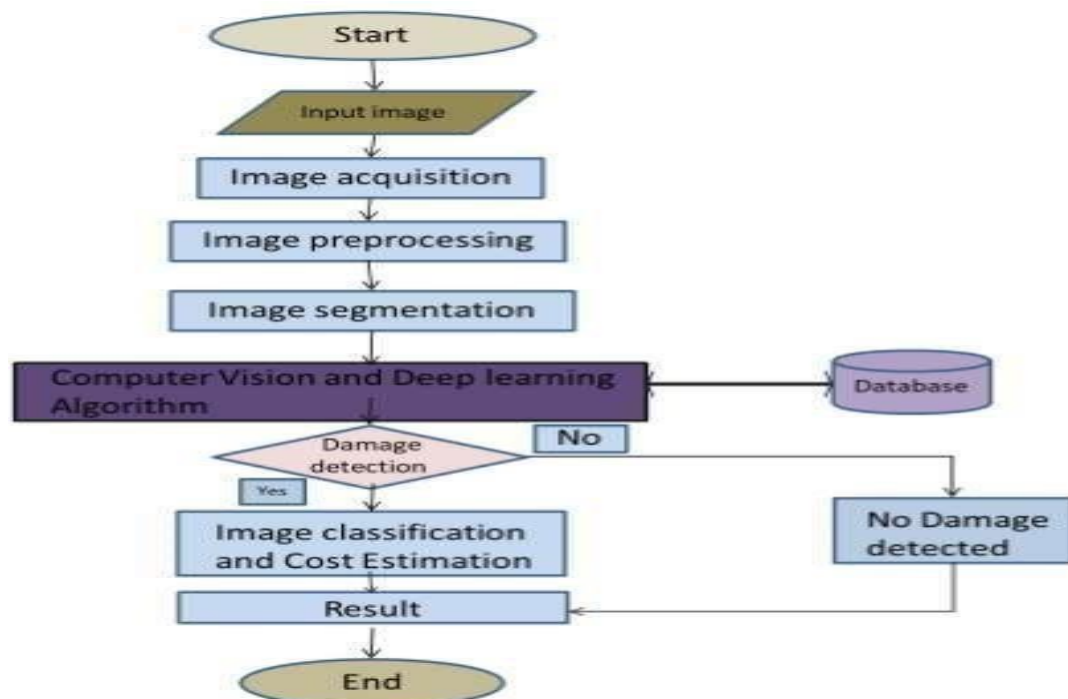 Start
Input image
Image acquisition
Image preprocessing
Image segmentation
Computer Vision and Deep learning
Algorithm
Database
Damage
detection
No
Yes
Image classification
and Cost Estimation
No Damage
detected
Result
End